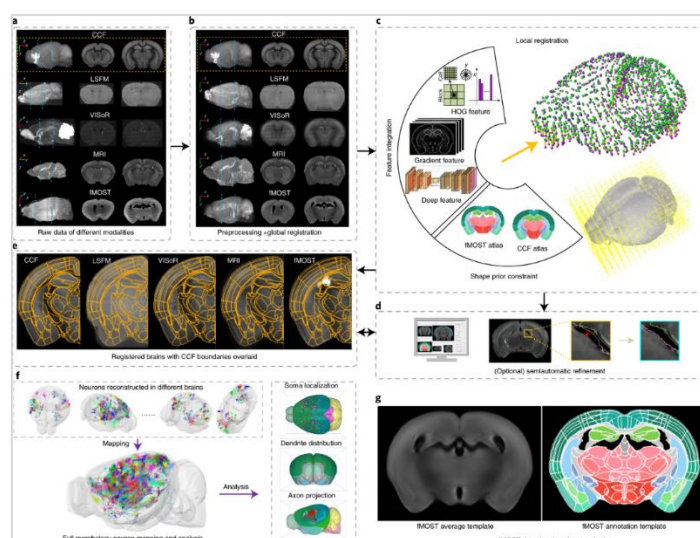 a
CCF
LSFM
VISoR
MRI
fMOST
Raw data of different modalities
b
CCF
LSFM
VISoR
MRI
fMOST
Preprocessing +global registration
c
Local registration
Feature integration
HOG feature
Gradient feature
Deep feature
fMOST atlas
CCF atlas
Shape prior constraint
e
CCF
LSFM
VISoR
MRI
fMOST
Registered brains with CCF boundaries overlaid
d
(Optional) semiautomatic refinement
f
Neurons reconstructed in different brains
Mapping
Analysis
Soma localization
Dendrite distribution
Axon projection
g
fMOST average template
fMOST annotation template